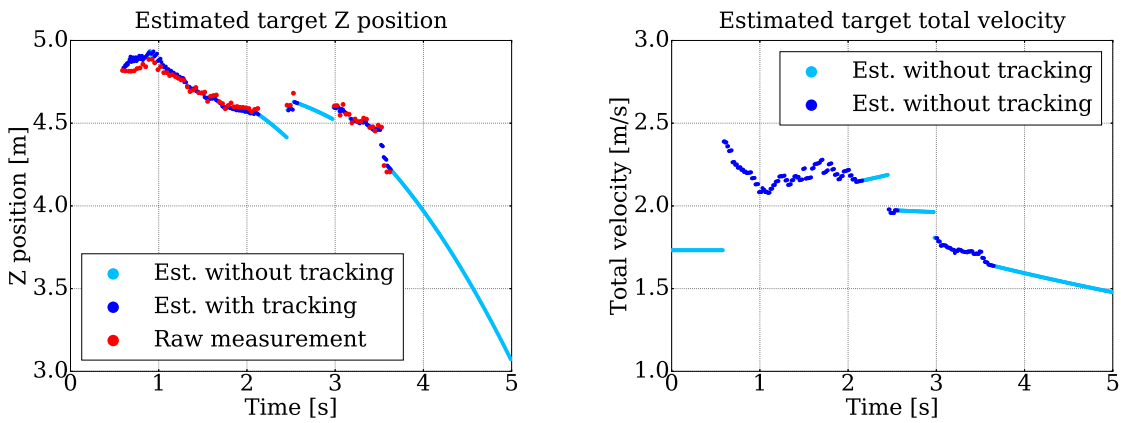 Estimated target Z position
5.0
4.5
4.0
3.5
3.0
Z position [m]
Est. without tracking
Est. with tracking
Raw measurement
0 1 2 3 4 5
Time [s]
Estimated target total velocity
3.0
2.5
2.0
1.5
1.0
Total velocity [m/s]
Est. without tracking
Est. without tracking
0 1 2 3 4 5
Time [s]